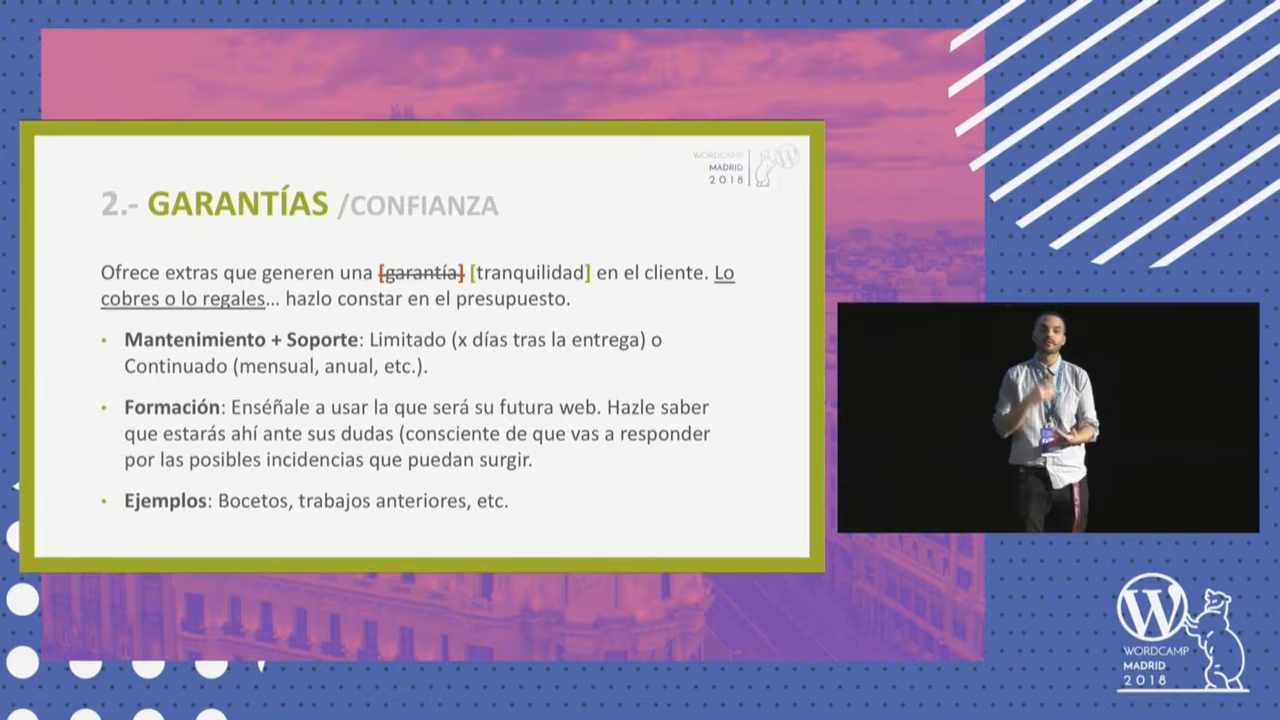 WORDCAMP
MADRID
2018
2.- GARANTÍAS /CONFIANZA
Ofrece extras que generen una [garantía] [tranquilidad] en el cliente. Lo
cobres o lo regales... hazlo constar en el presupuesto.
• Mantenimiento + Soporte: Limitado (x días tras la entrega) o
Continuado (mensual, anual, etc.).
• Formación: Enséñale a usar la que será su futura web. Hazle saber
que estarás ahí ante sus dudas (consciente de que vas a responder
por las posibles incidencias que puedan surgir.
• Ejemplos: Bocetos, trabajos anteriores, etc.
W
WORDCAMP
MADRID
2018